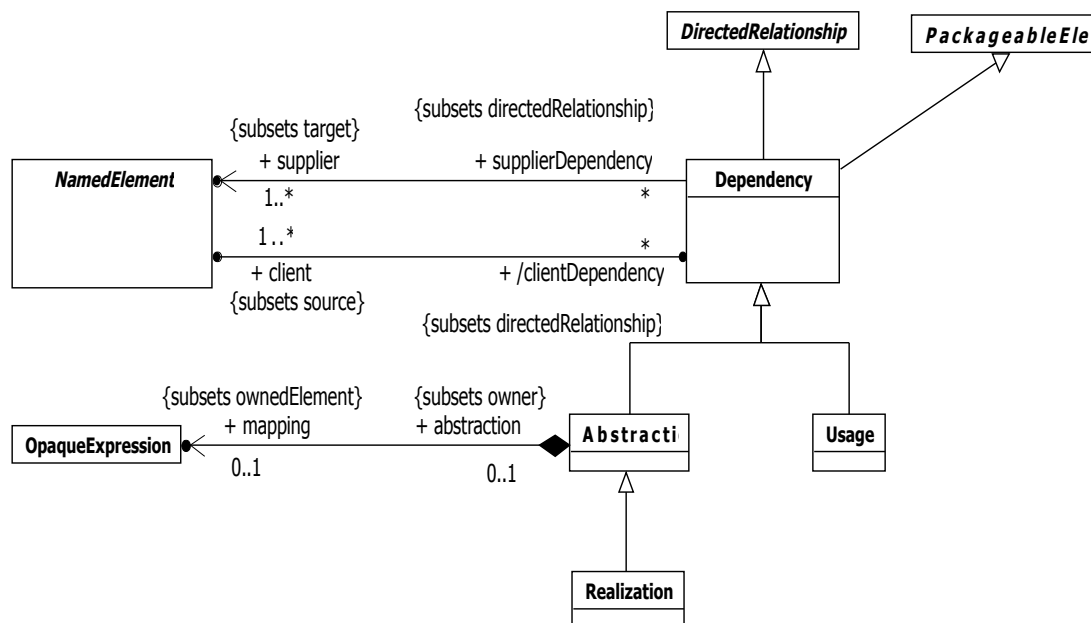 DirectedRelationship
PackageableEle
{subsets directedRelationship}
{subsets target}
+ supplier
+ supplierDependency
NamedElement
Dependency
1..*
*
1..*
*
+ client
+ /clientDependency
{subsets source}
{subsets directedRelationship}
{subsets ownedElement}
{subsets owner}
+ mapping
+ abstraction
OpaqueExpression
Abstracti
Usage
0..1
0..1
Realization